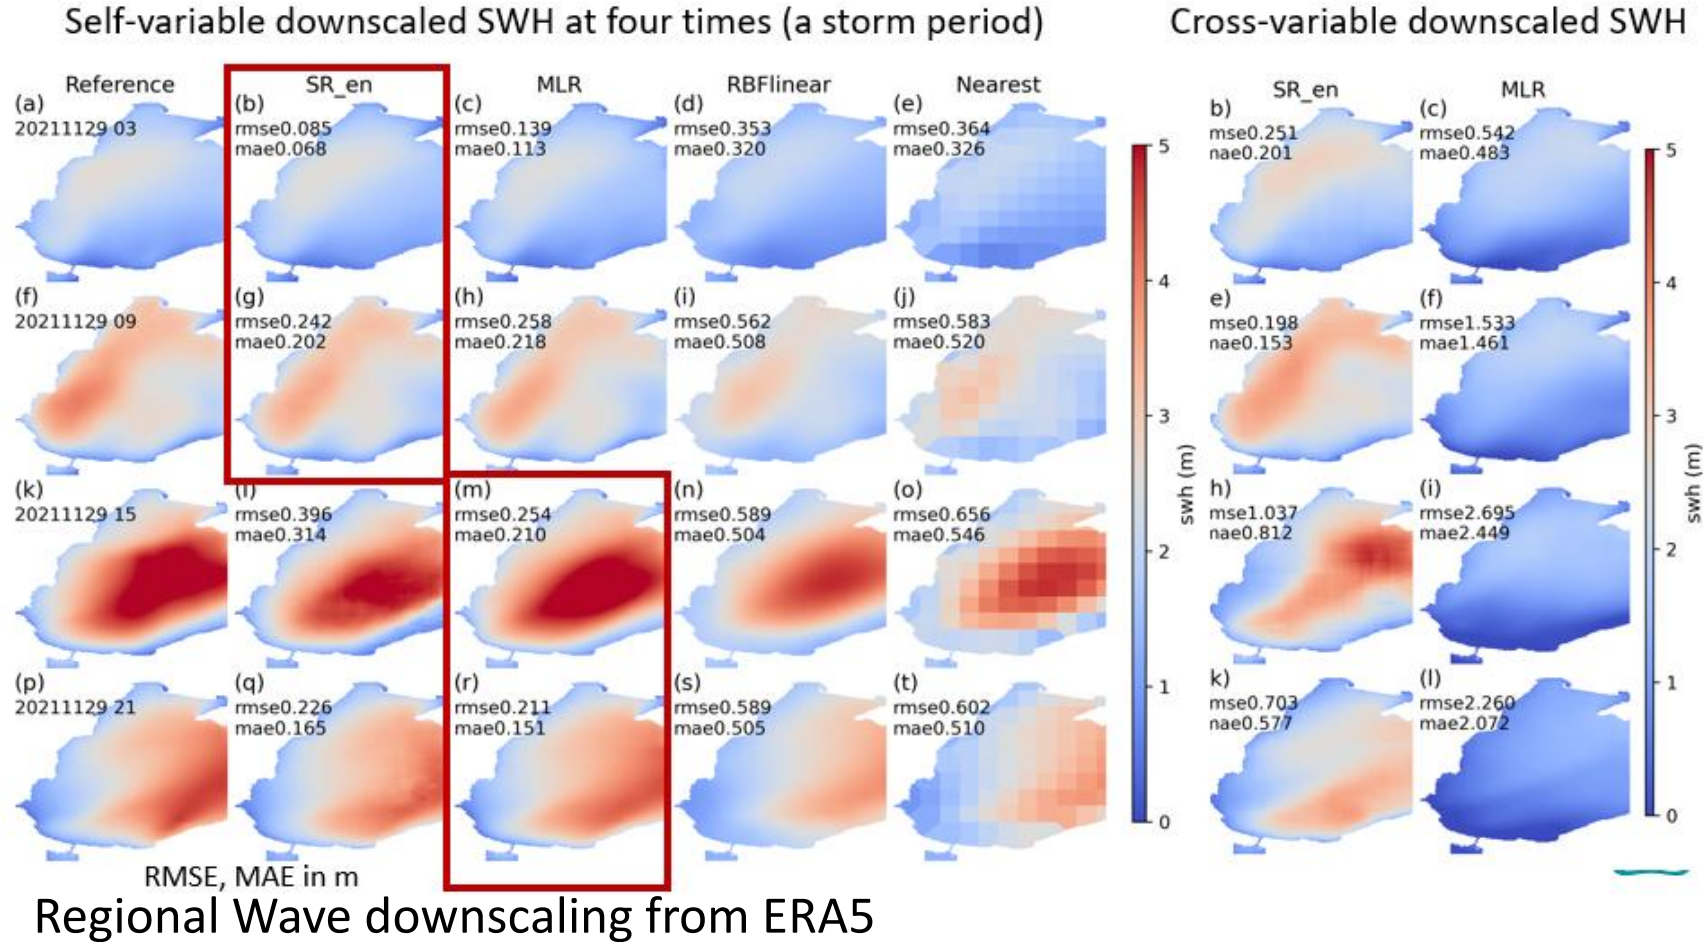 Self-variable downscaled SWH at four times (a storm period)
Cross-variable downscaled SWH
Reference
SR_en
MLR
RBFlinear
Nearest
(a)
20211129 03
(b)
rmse0.085
mae0.068
(c)
rmse0.139
mae0.113
(d)
rmse0.353
mae0.320
(e)
rmse0.364
mae0.326
(f)
20211129 09
(g)
rmse0.242
mae0.202
(h)
rmse0.258
mae0.218
(i)
rmse0.562
mae0.508
(j)
rmse0.583
mae0.520
(k)
20211129 15
(l)
rmse0.396
mae0.314
(m)
rmse0.254
mae0.210
(n)
rmse0.589
mae0.504
(o)
rmse0.656
mae0.546
(p)
20211129 21
(q)
rmse0.226
mae0.165
(r)
rmse0.211
mae0.151
(s)
rmse0.589
mae0.505
(t)
rmse0.602
mae0.510
5
4
3
2
1
0
swh (m)
SR_en
MLR
b)
mse0.251
nae0.201
(c)
rmse0.542
mae0.483
e)
mse0.198
nae0.153
(f)
rmse1.533
mae1.461
h)
mse1.037
nae0.812
(i)
rmse2.695
mae2.449
k)
mse0.703
nae0.577
(l)
rmse2.260
mae2.072
5
4
3
2
1
0
swh (m)
RMSE, MAE in m
Regional Wave downscaling from ERA5